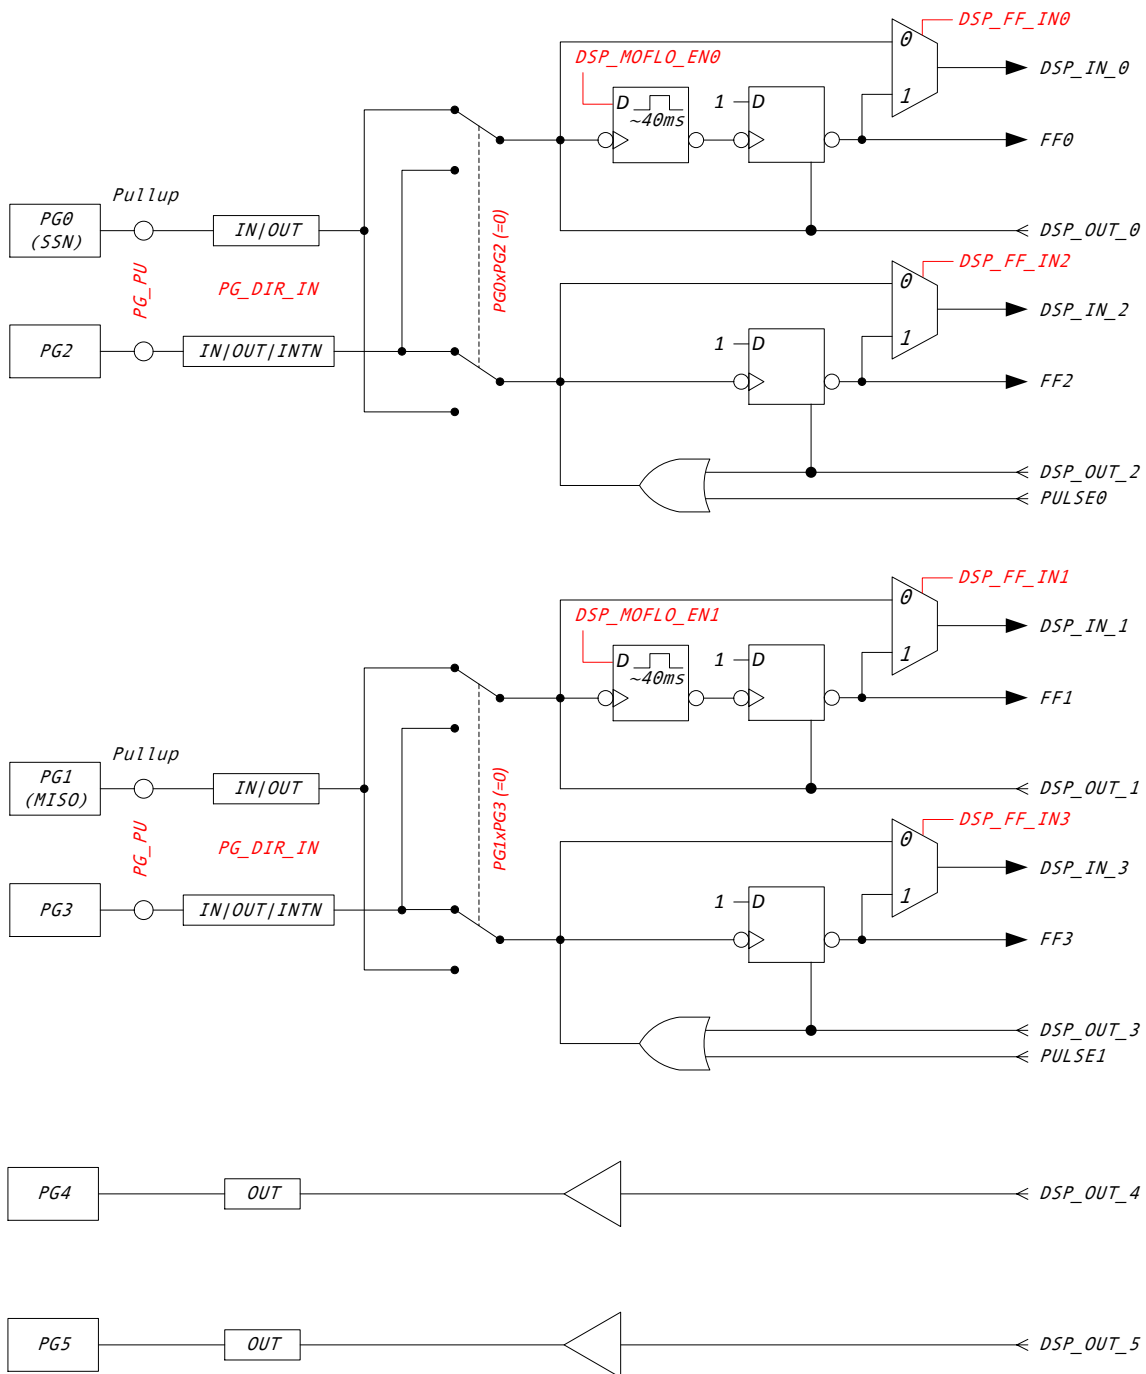 DSP_FF_IN0
0
DSP_MOFLO_EN0
DSP_IN_0
D
~40ms
1
D
1
FF0
Pullup
PG0
(SSN)
IN|OUT
DSP_OUT_0
PG_PU
PG_DIR_IN
PG0xPG2 (=0)
DSP_FF_IN2
0
DSP_IN_2
PG2
IN|OUT|INTN
1
D
1
FF2
DSP_OUT_2
PULSE0
DSP_FF_IN1
0
DSP_MOFLO_EN1
DSP_IN_1
D
~40ms
1
D
1
FF1
Pullup
PG1
(MISO)
IN|OUT
DSP_OUT_1
PG_PU
PG_DIR_IN
PG1xPG3 (=0)
DSP_FF_IN3
0
DSP_IN_3
PG3
IN|OUT|INTN
1
D
1
FF3
DSP_OUT_3
PULSE1
PG4
OUT
DSP_OUT_4
PG5
OUT
DSP_OUT_5